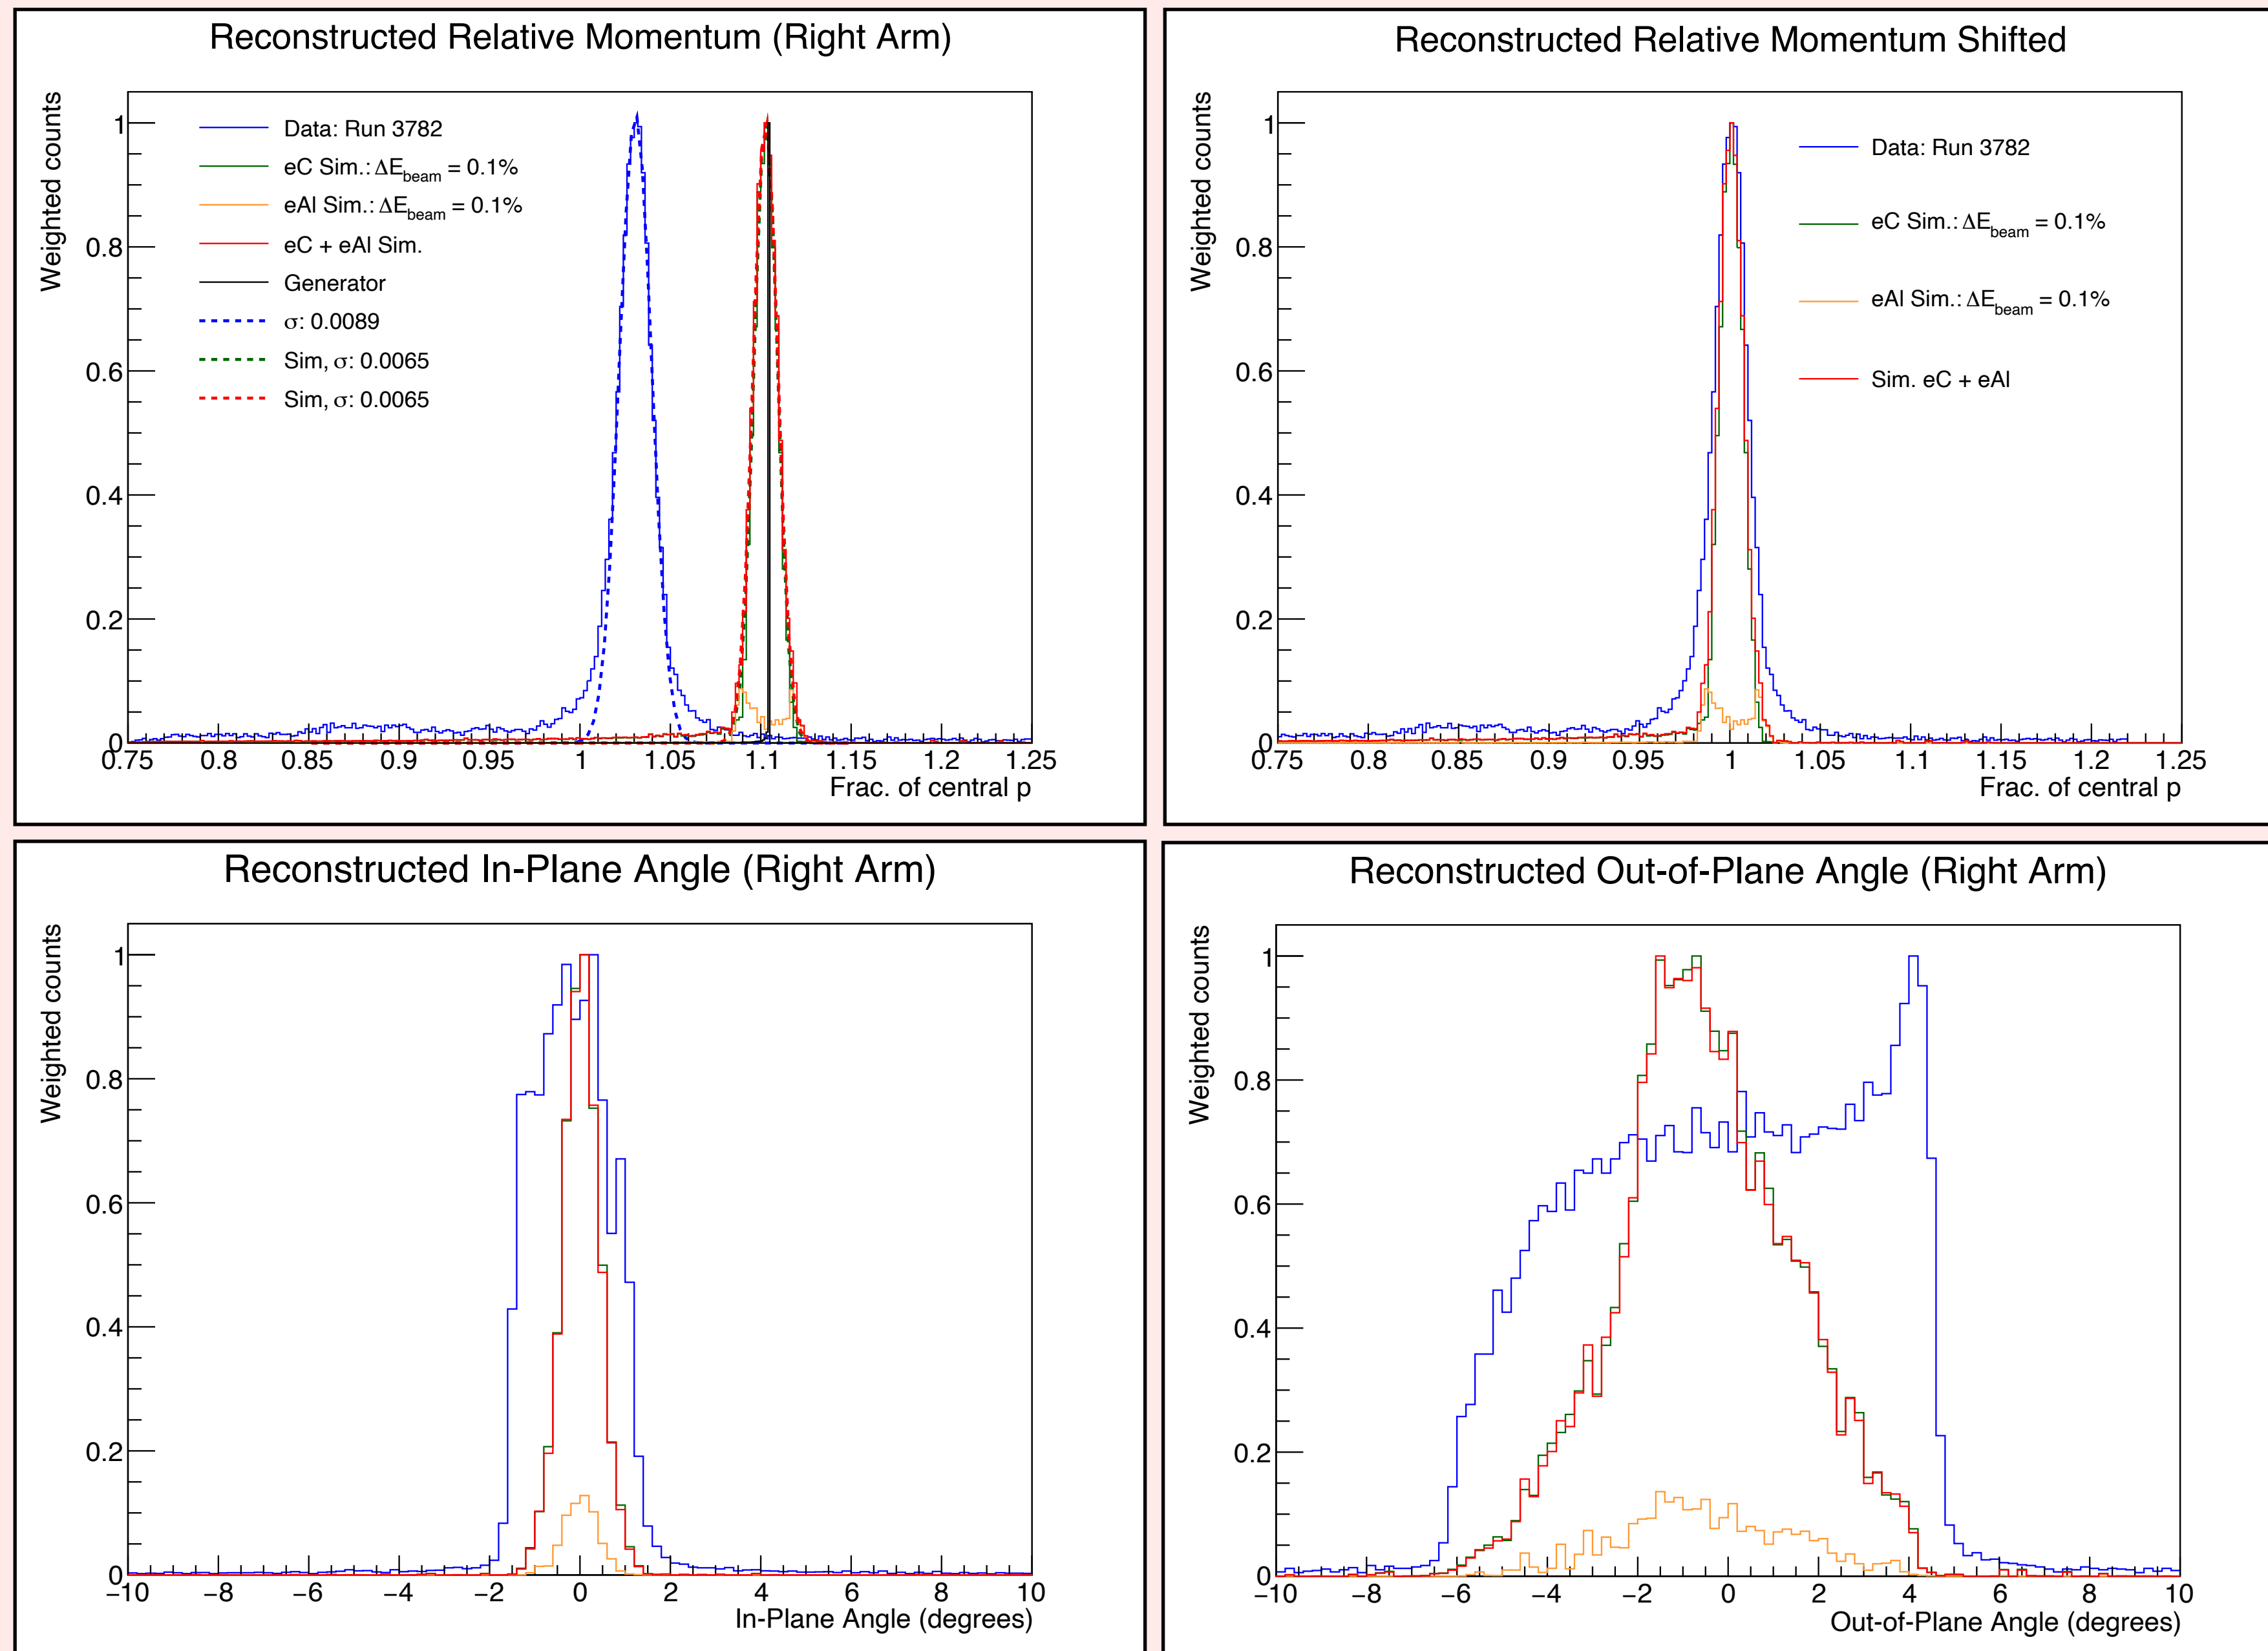 Reconstructed Relative Momentum (Right Arm)
Weighted counts
1
0.8
0.6
0.4
0.2
0
Data: Run 3782
eC Sim.: ΔE_beam = 0.1%
eAl Sim.: ΔE_beam = 0.1%
eC + eAl Sim.
Generator
σ: 0.0089
Sim, σ: 0.0065
Sim, σ: 0.0065
0.75 0.8 0.85 0.9 0.95 1 1.05 1.1 1.15 1.2 1.25
Frac. of central p
Reconstructed Relative Momentum Shifted
Weighted counts
1
0.8
0.6
0.4
0.2
0
Data: Run 3782
eC Sim.: ΔE_beam = 0.1%
eAl Sim.: ΔE_beam = 0.1%
Sim. eC + eAl
0.75 0.8 0.85 0.9 0.95 1 1.05 1.1 1.15 1.2 1.25
Frac. of central p
Reconstructed In-Plane Angle (Right Arm)
Weighted counts
1
0.8
0.6
0.4
0.2
0
−10 −8 −6 −4 −2 0 2 4 6 8 10
In-Plane Angle (degrees)
Reconstructed Out-of-Plane Angle (Right Arm)
Weighted counts
1
0.8
0.6
0.4
0.2
0
−10 −8 −6 −4 −2 0 2 4 6 8 10
Out-of-Plane Angle (degrees)